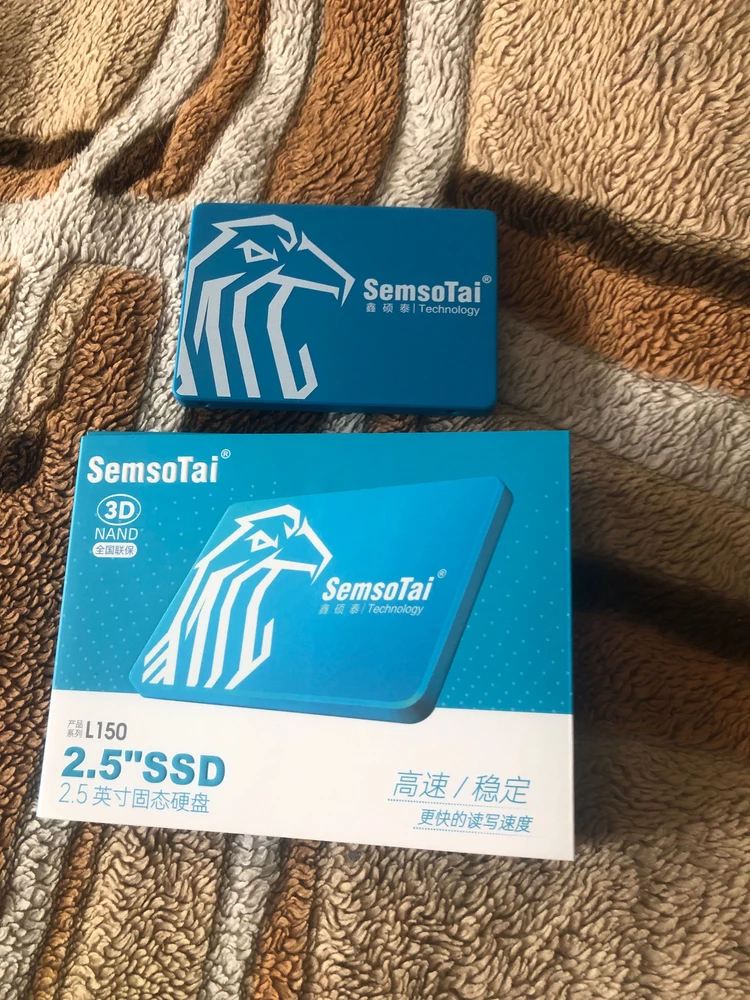 SemsoTai®
鑫硕泰|Technology
SemsoTai®
3D
NAND
全国联保
SemsoTai®
鑫硕泰|Technology
产品系列 L150
2.5"SSD
2.5英寸固态硬盘
高速/稳定
更快的读写速度